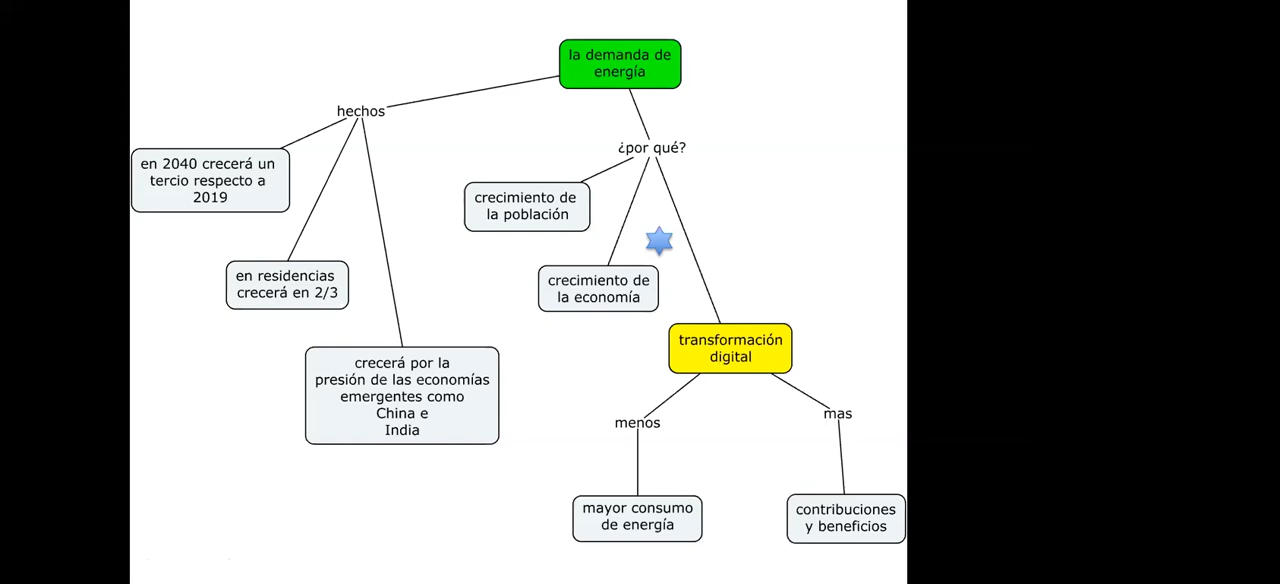 la demanda de
energía
hechos
¿por qué?
en 2040 crecerá un
tercio respecto a
2019
crecimiento de
la población
en residencias
crecerá en 2/3
crecimiento de
la economía
transformación
digital
crecerá por la
presión de las economías
emergentes como
China e
India
menos
mas
mayor consumo
de energía
contribuciones
y beneficios